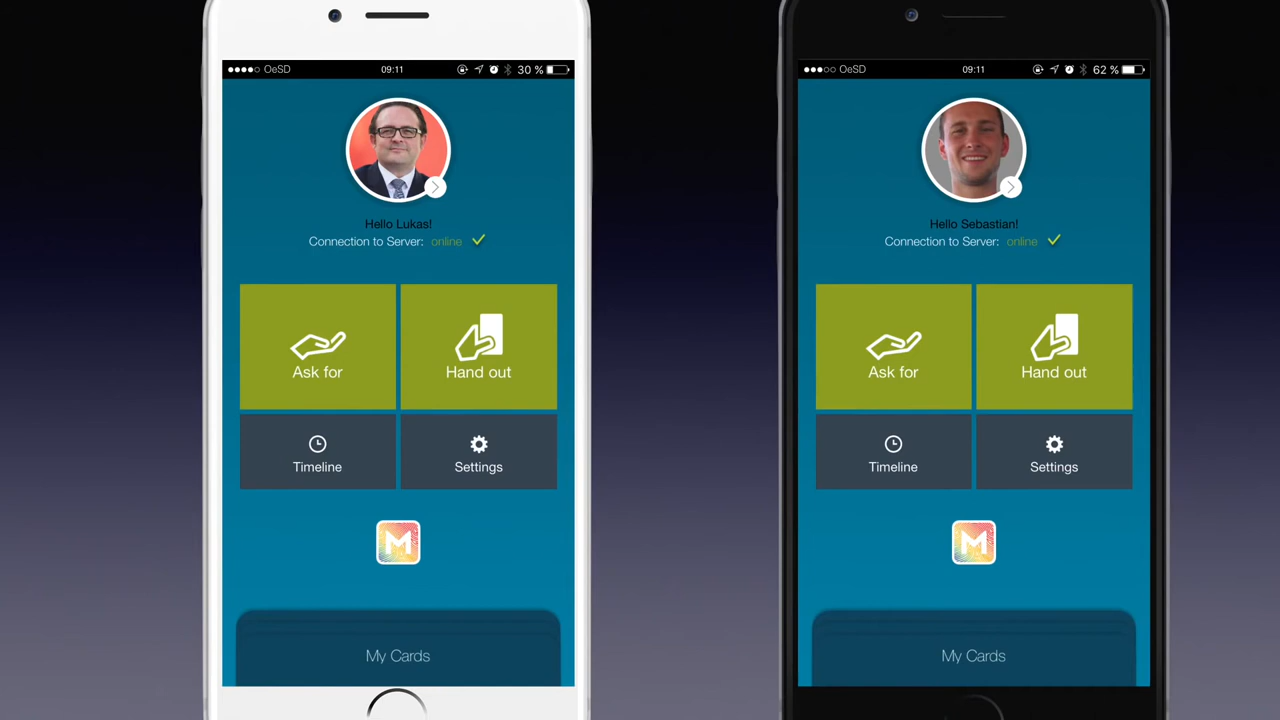 OeSD 09:11 30 %
Hello Lukas!
Connection to Server: online
Ask for
Hand out
Timeline
Settings
M
My Cards
OeSD 09:11 62 %
Hello Sebastian!
Connection to Server: online
Ask for
Hand out
Timeline
Settings
M
My Cards